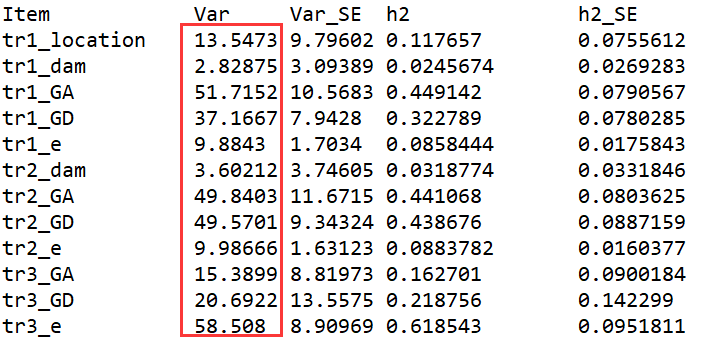 Item Var Var_SE h2 h2_SE
tr1_location 13.5473 9.79602 0.117657 0.0755612
tr1_dam 2.82875 3.09389 0.0245674 0.0269283
tr1_GA 51.7152 10.5683 0.449142 0.0790567
tr1_GD 37.1667 7.9428 0.322789 0.0780285
tr1_e 9.8843 1.7034 0.0858444 0.0175843
tr2_dam 3.60212 3.74605 0.0318774 0.0331846
tr2_GA 49.8403 11.6715 0.441068 0.0803625
tr2_GD 49.5701 9.34324 0.438676 0.0887159
tr2_e 9.98666 1.63123 0.0883782 0.0160377
tr3_GA 15.3899 8.81973 0.162701 0.0900184
tr3_GD 20.6922 13.5575 0.218756 0.142299
tr3_e 58.508 8.90969 0.618543 0.0951811